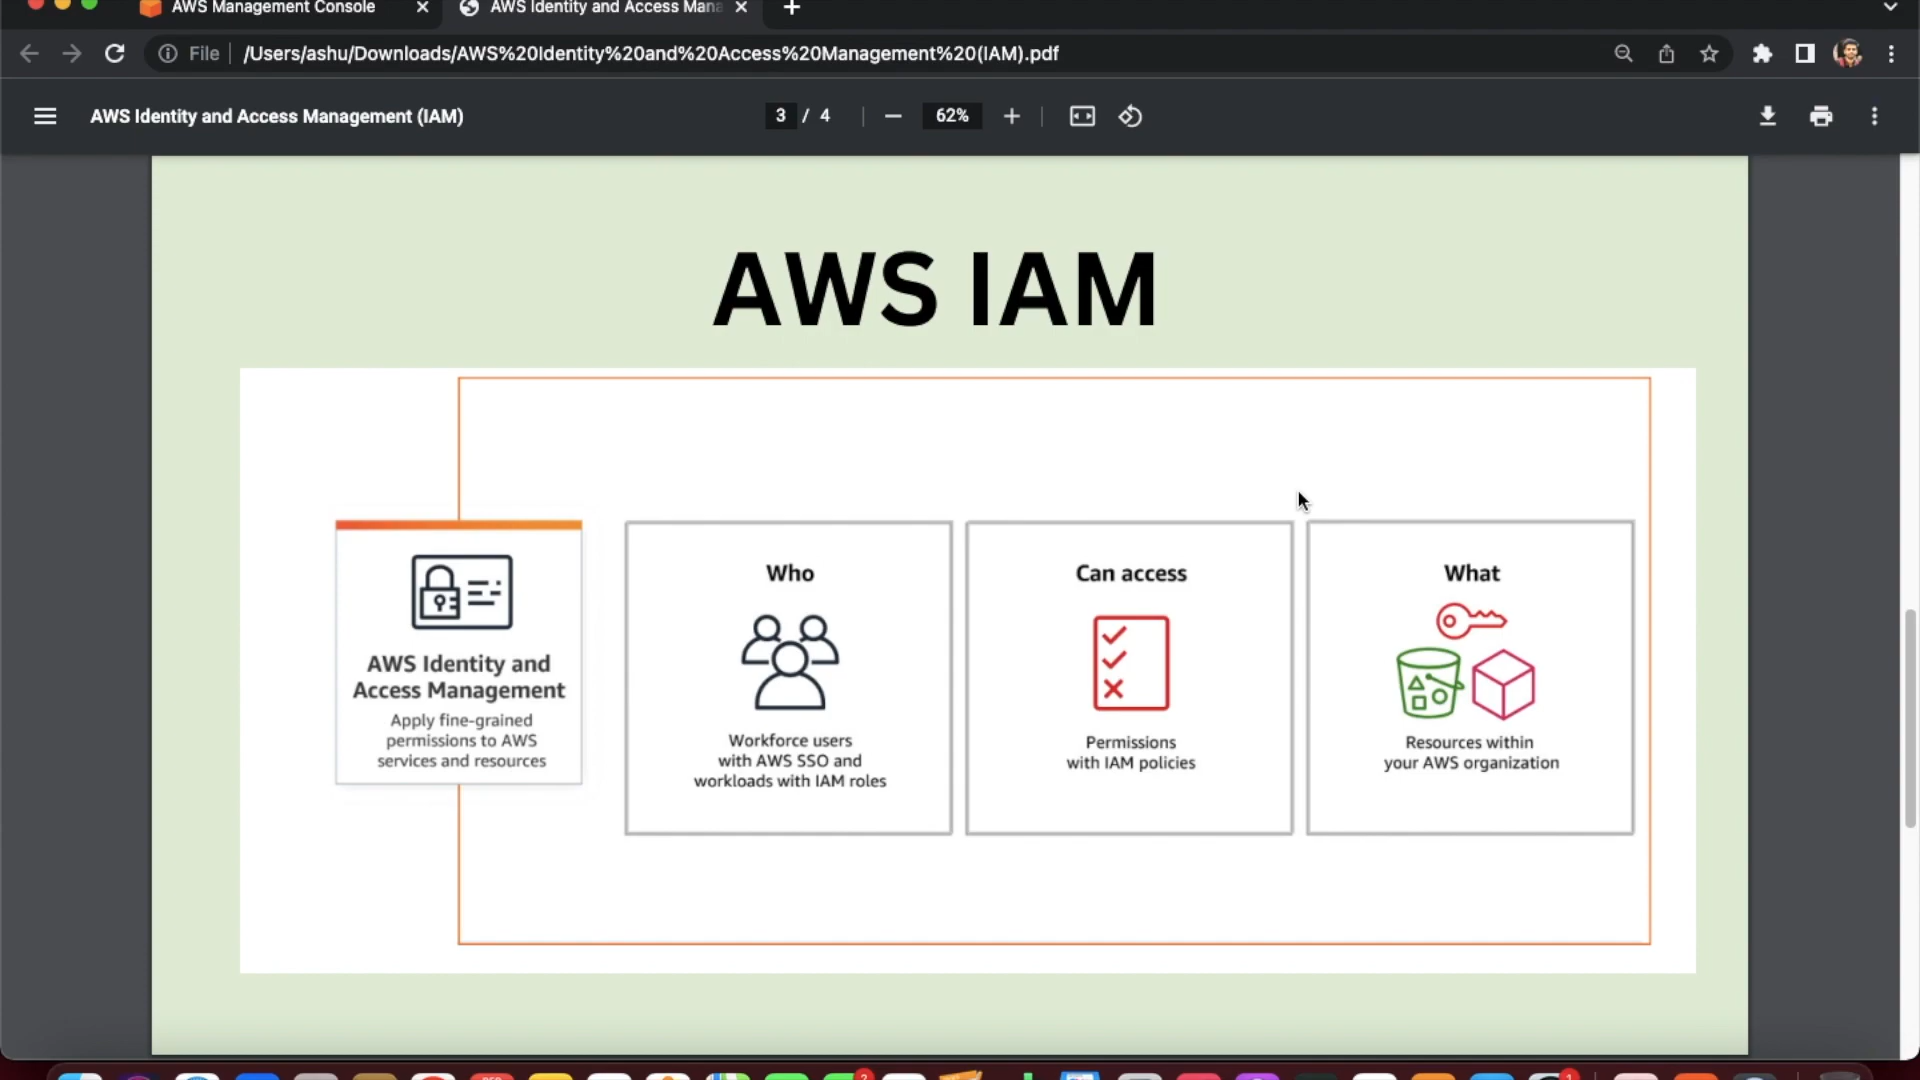 AWS Management Console
AWS Identity and Access Mana
File
/Users/ashu/Downloads/AWS%20Identity%20and%20Access%20Management%20(IAM).pdf
AWS Identity and Access Management (IAM)
3 / 4
62%
AWS IAM
AWS Identity and
Access Management
Apply fine-grained
permissions to AWS
services and resources
Who
Workforce users
with AWS SSO and
workloads with IAM roles
Can access
Permissions
with IAM policies
What
Resources within
your AWS organization
2
1